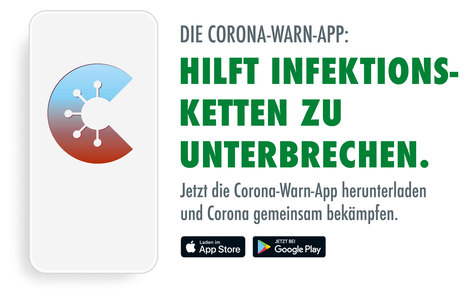 DIE CORONA-WARN-APP:
HILFT INFEKTIONS-
KETTEN ZU
UNTERBRECHEN.
Jetzt die Corona-Warn-App herunterladen
und Corona gemeinsam bekämpfen.
Laden im
App Store
JETZT BEI
Google Play